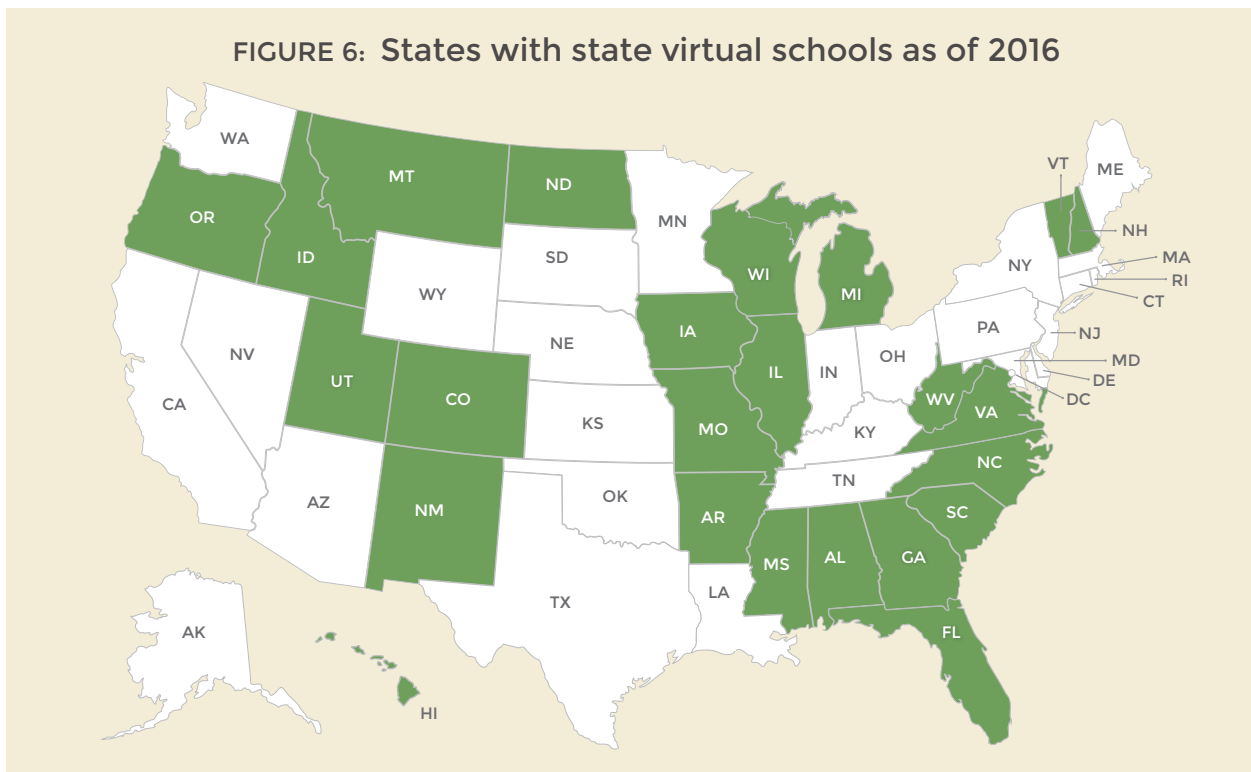 FIGURE 6: States with state virtual schools as of 2016
WA
MT
ND
MN
VT
ME
OR
ID
SD
WI
MI
NY
NH
MA
RI
CT
WY
IA
NE
PA
NJ
NV
UT
CO
IL
IN
OH
MD
DE
DC
CA
KS
MO
WV
VA
KY
AZ
NM
OK
AR
TN
NC
SC
TX
LA
MS
AL
GA
AK
HI
FL